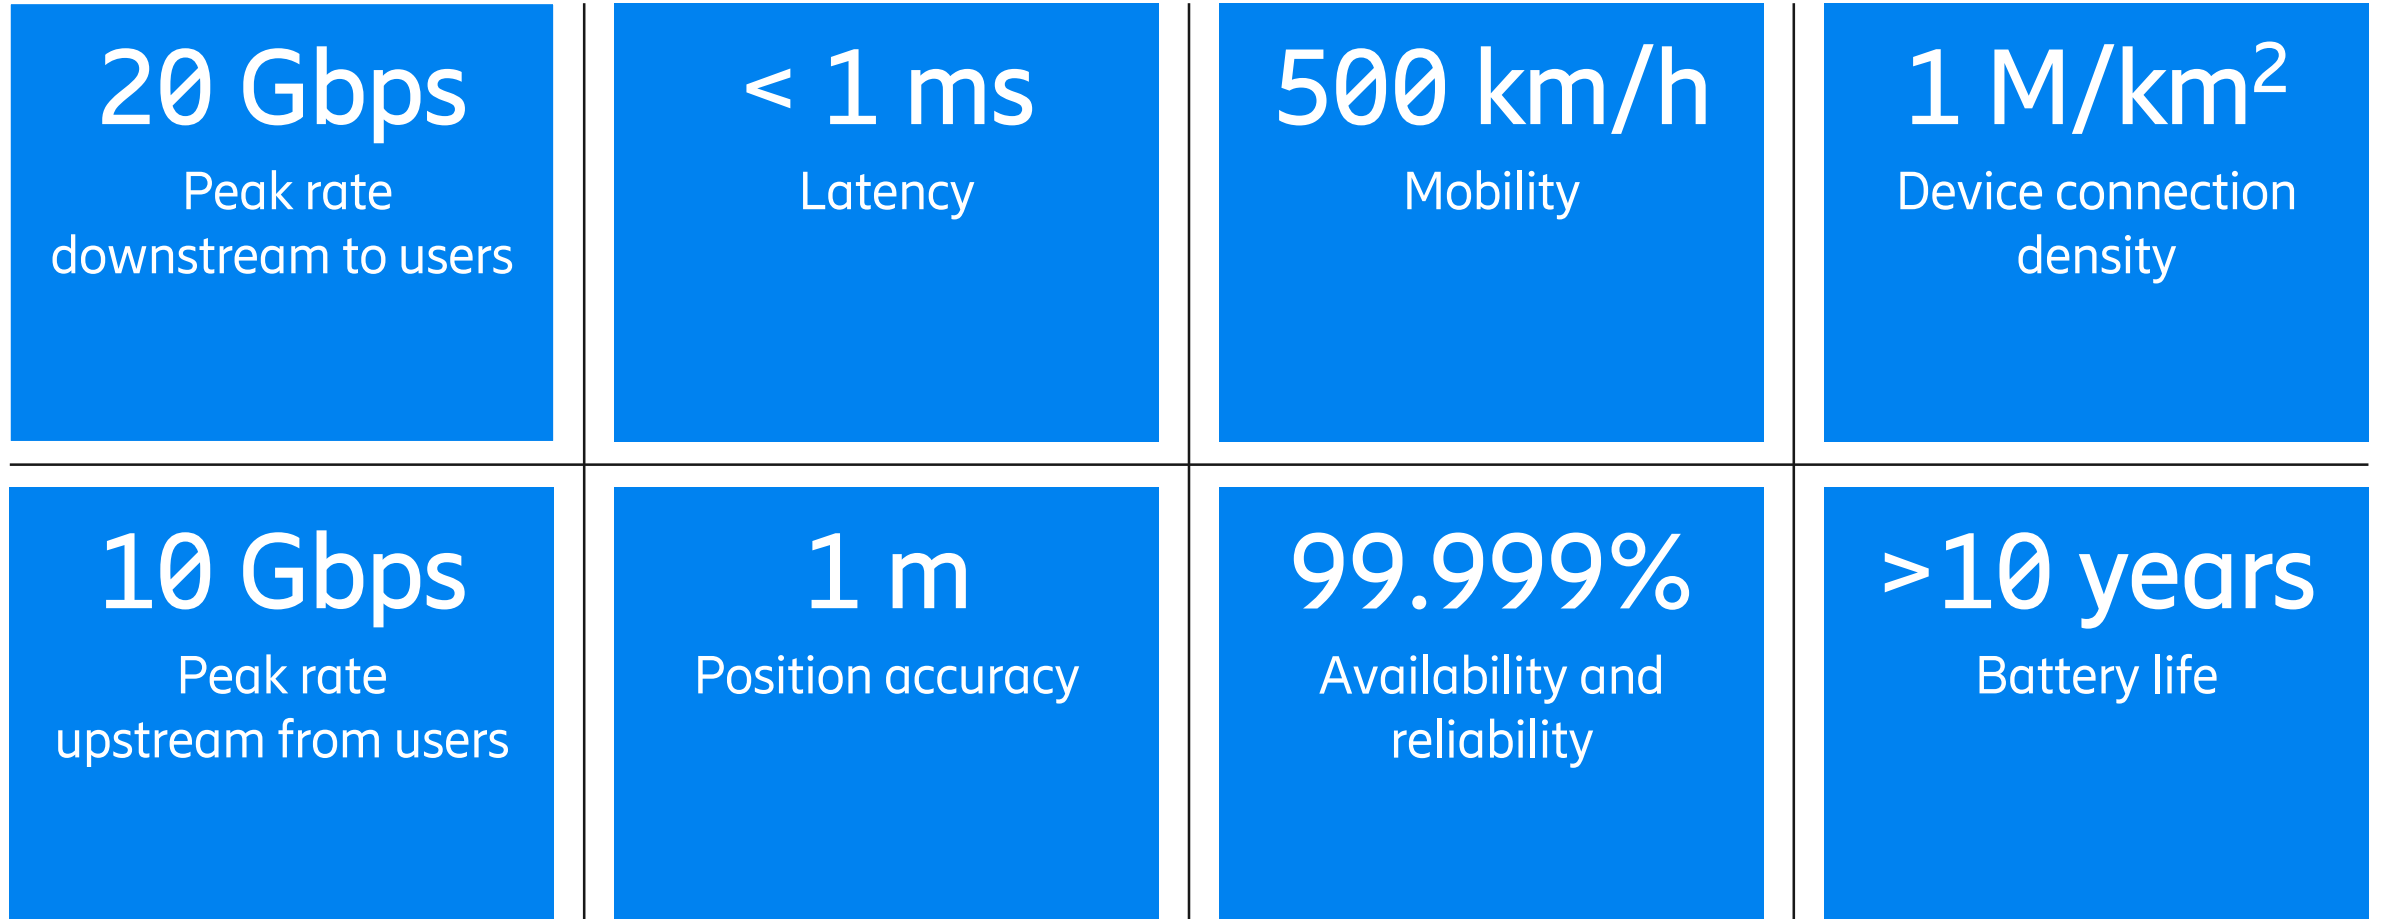 20 Gbps
Peak rate
downstream to users
< 1 ms
Latency
500 km/h
Mobility
1 M/km²
Device connection
density
10 Gbps
Peak rate
upstream from users
1 m
Position accuracy
99.999%
Availability and
reliability
>10 years
Battery life